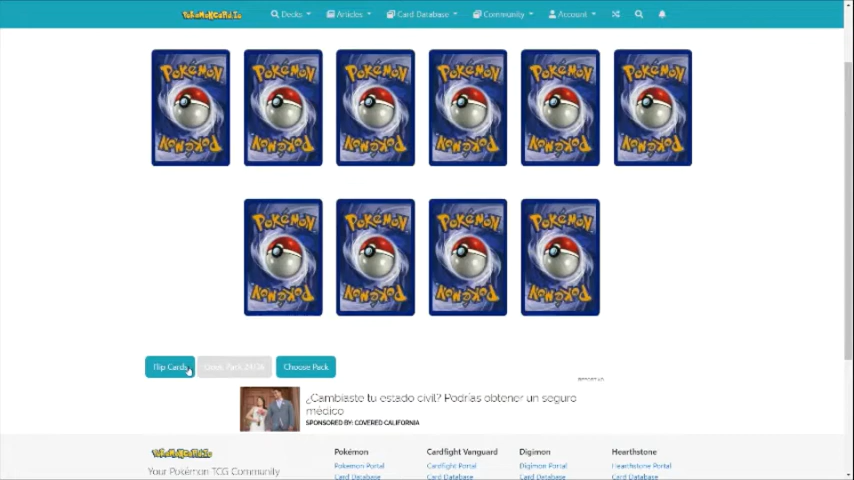 POKEMONCARD.IO Decks Articles Card Database Community Account
Pokémon Pokémon Pokémon Pokémon Pokémon Pokémon
Pokémon Pokémon Pokémon Pokémon Pokémon Pokémon
Pokémon Pokémon Pokémon Pokémon
Pokémon Pokémon Pokémon Pokémon
Flip Cards Choose Pack
¿Cambiaste tu estado civil? Podrías obtener un seguro
médico
SPONSORED BY: COVERED CALIFORNIA
POKEMONCARD.IO Pokémon Cardfight Vanguard Digimon Hearthstone
Your Pokémon TCG Community Pokemon Portal Cardfight Portal Digimon Portal Hearthstone Portal
Card Database Card Database Card Database Card Database